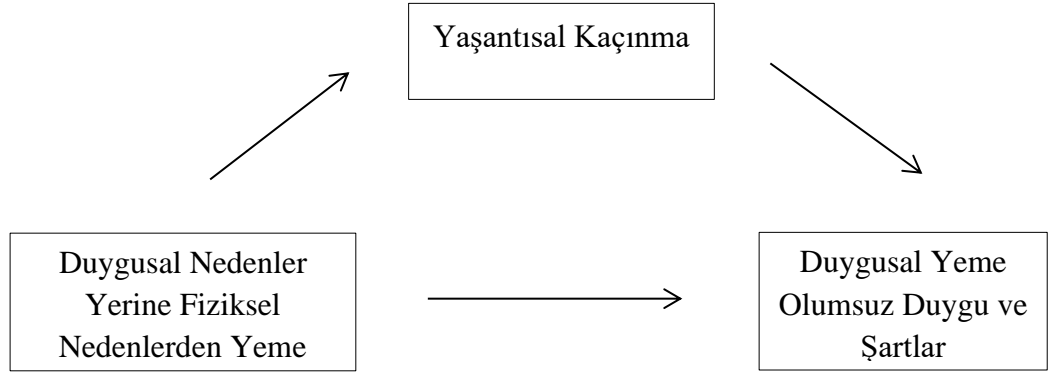 Yaşantısal Kaçınma
Duygusal Nedenler
Yerine Fiziksel
Nedenlerden Yeme
Duygusal Yeme
Olumsuz Duygu ve
Şartlar